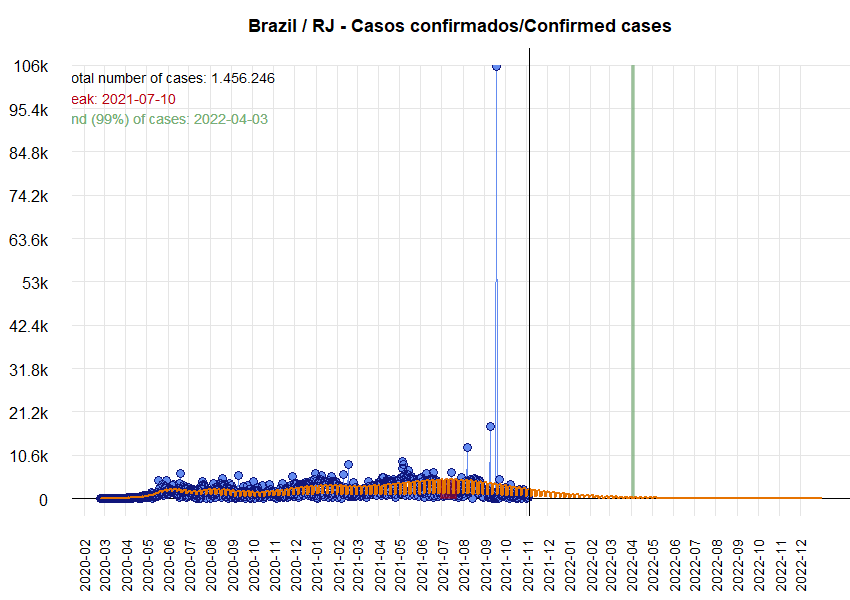 Brazil / RJ - Casos confirmados/Confirmed cases
106k
95.4k
84.8k
74.2k
63.6k
53k
42.4k
31.8k
21.2k
10.6k
0
otal number of cases: 1.456.246
eak: 2021-07-10
nd (99%) of cases: 2022-04-03
2020-02
2020-03
2020-04
2020-05
2020-06
2020-07
2020-08
2020-09
2020-10
2020-11
2020-12
2021-01
2021-02
2021-03
2021-04
2021-05
2021-06
2021-07
2021-08
2021-09
2021-10
2021-11
2021-12
2022-01
2022-02
2022-03
2022-04
2022-05
2022-06
2022-07
2022-08
2022-09
2022-10
2022-11
2022-12